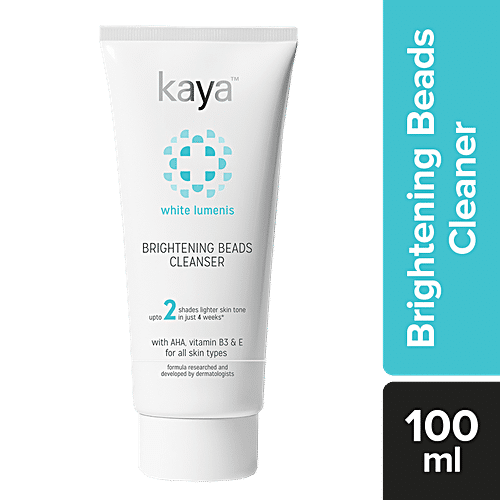 kaya™
white lumenis
BRIGHTENING BEADS
CLEANSER
upto 2 shades lighter skin tone
in just 4 weeks*
with AHA, vitamin B3 & E
for all skin types
formula researched and
developed by dermatologists
Brightening Beads
Cleaner
100
ml